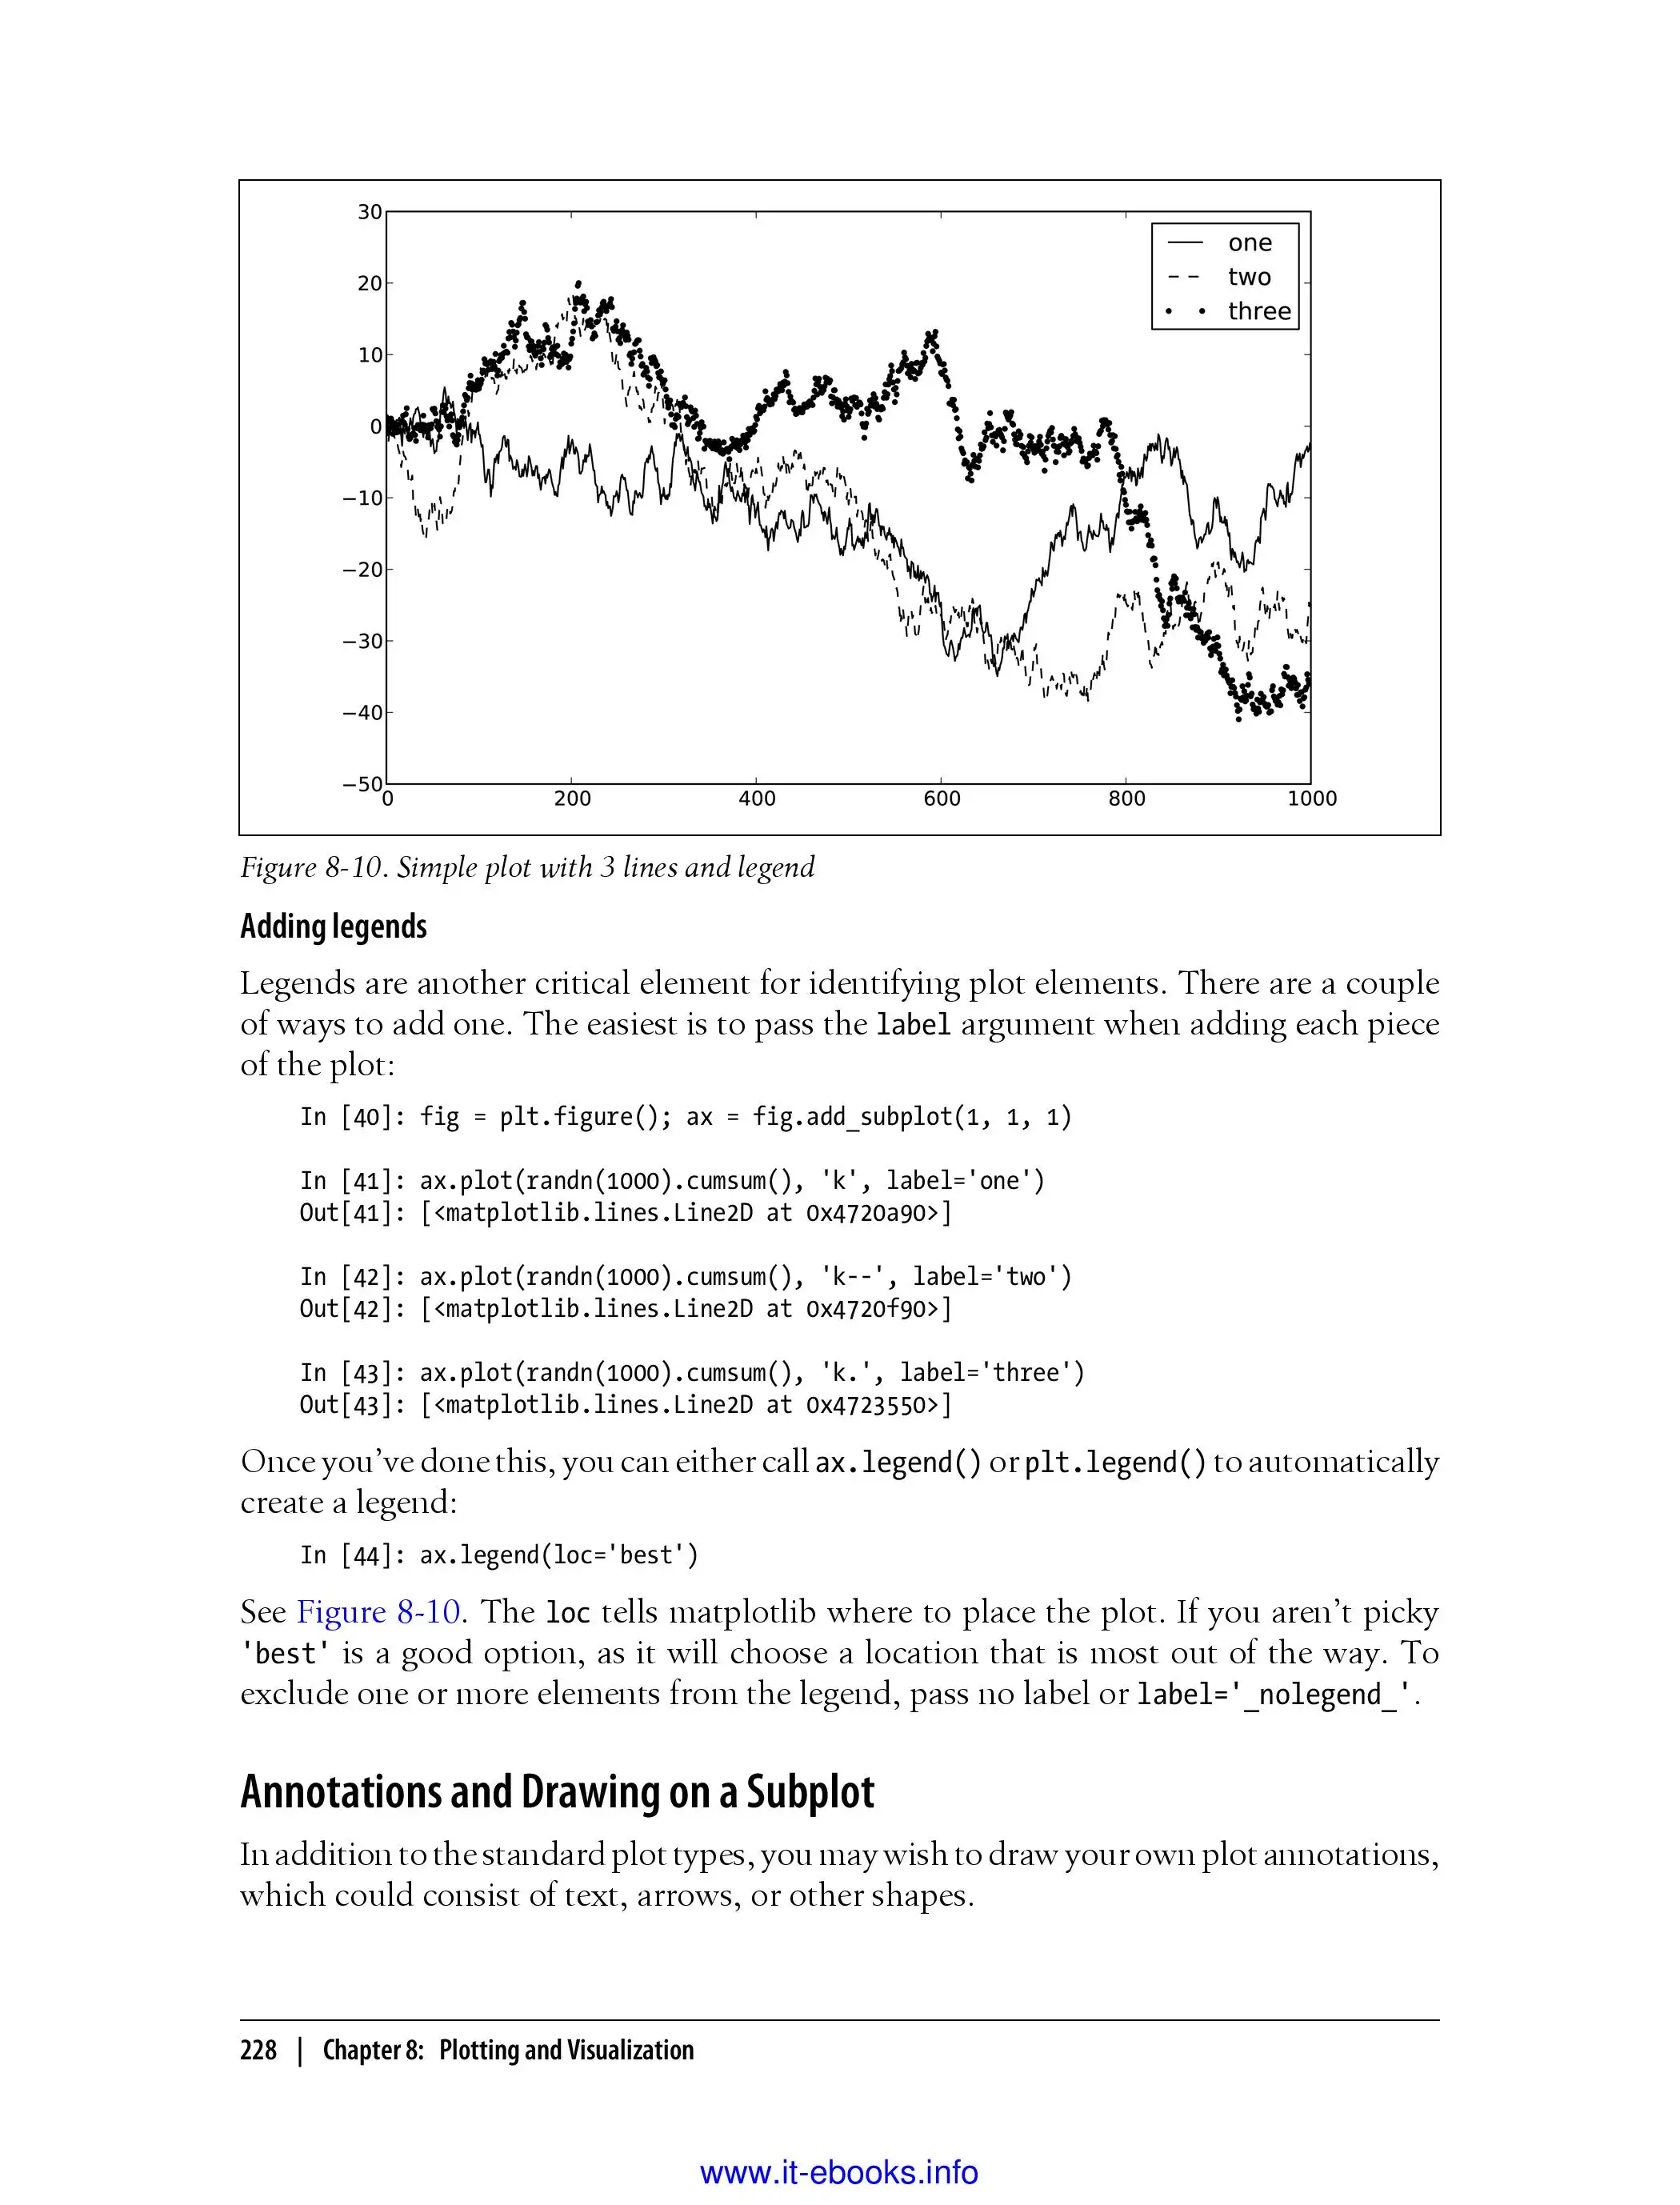 30
20
10
0
−10
−20
−30
−40
−50
0 200 400 600 800 1000
one
two
three
Figure 8-10. Simple plot with 3 lines and legend
Adding legends
Legends are another critical element for identifying plot elements. There are a couple
of ways to add one. The easiest is to pass the label argument when adding each piece
of the plot:
In [40]: fig = plt.figure(); ax = fig.add_subplot(1, 1, 1)
In [41]: ax.plot(randn(1000).cumsum(), 'k', label='one')
Out[41]: [<matplotlib.lines.Line2D at 0x4720a90>]
In [42]: ax.plot(randn(1000).cumsum(), 'k--', label='two')
Out[42]: [<matplotlib.lines.Line2D at 0x4720f90>]
In [43]: ax.plot(randn(1000).cumsum(), 'k.', label='three')
Out[43]: [<matplotlib.lines.Line2D at 0x4723550>]
Once you’ve done this, you can either call ax.legend() or plt.legend() to automatically
create a legend:
In [44]: ax.legend(loc='best')
See Figure 8-10. The loc tells matplotlib where to place the plot. If you aren’t picky
'best' is a good option, as it will choose a location that is most out of the way. To
exclude one or more elements from the legend, pass no label or label='_nolegend_'.
Annotations and Drawing on a Subplot
In addition to the standard plot types, you may wish to draw your own plot annotations,
which could consist of text, arrows, or other shapes.
228 | Chapter 8: Plotting and Visualization
www.it-ebooks.info